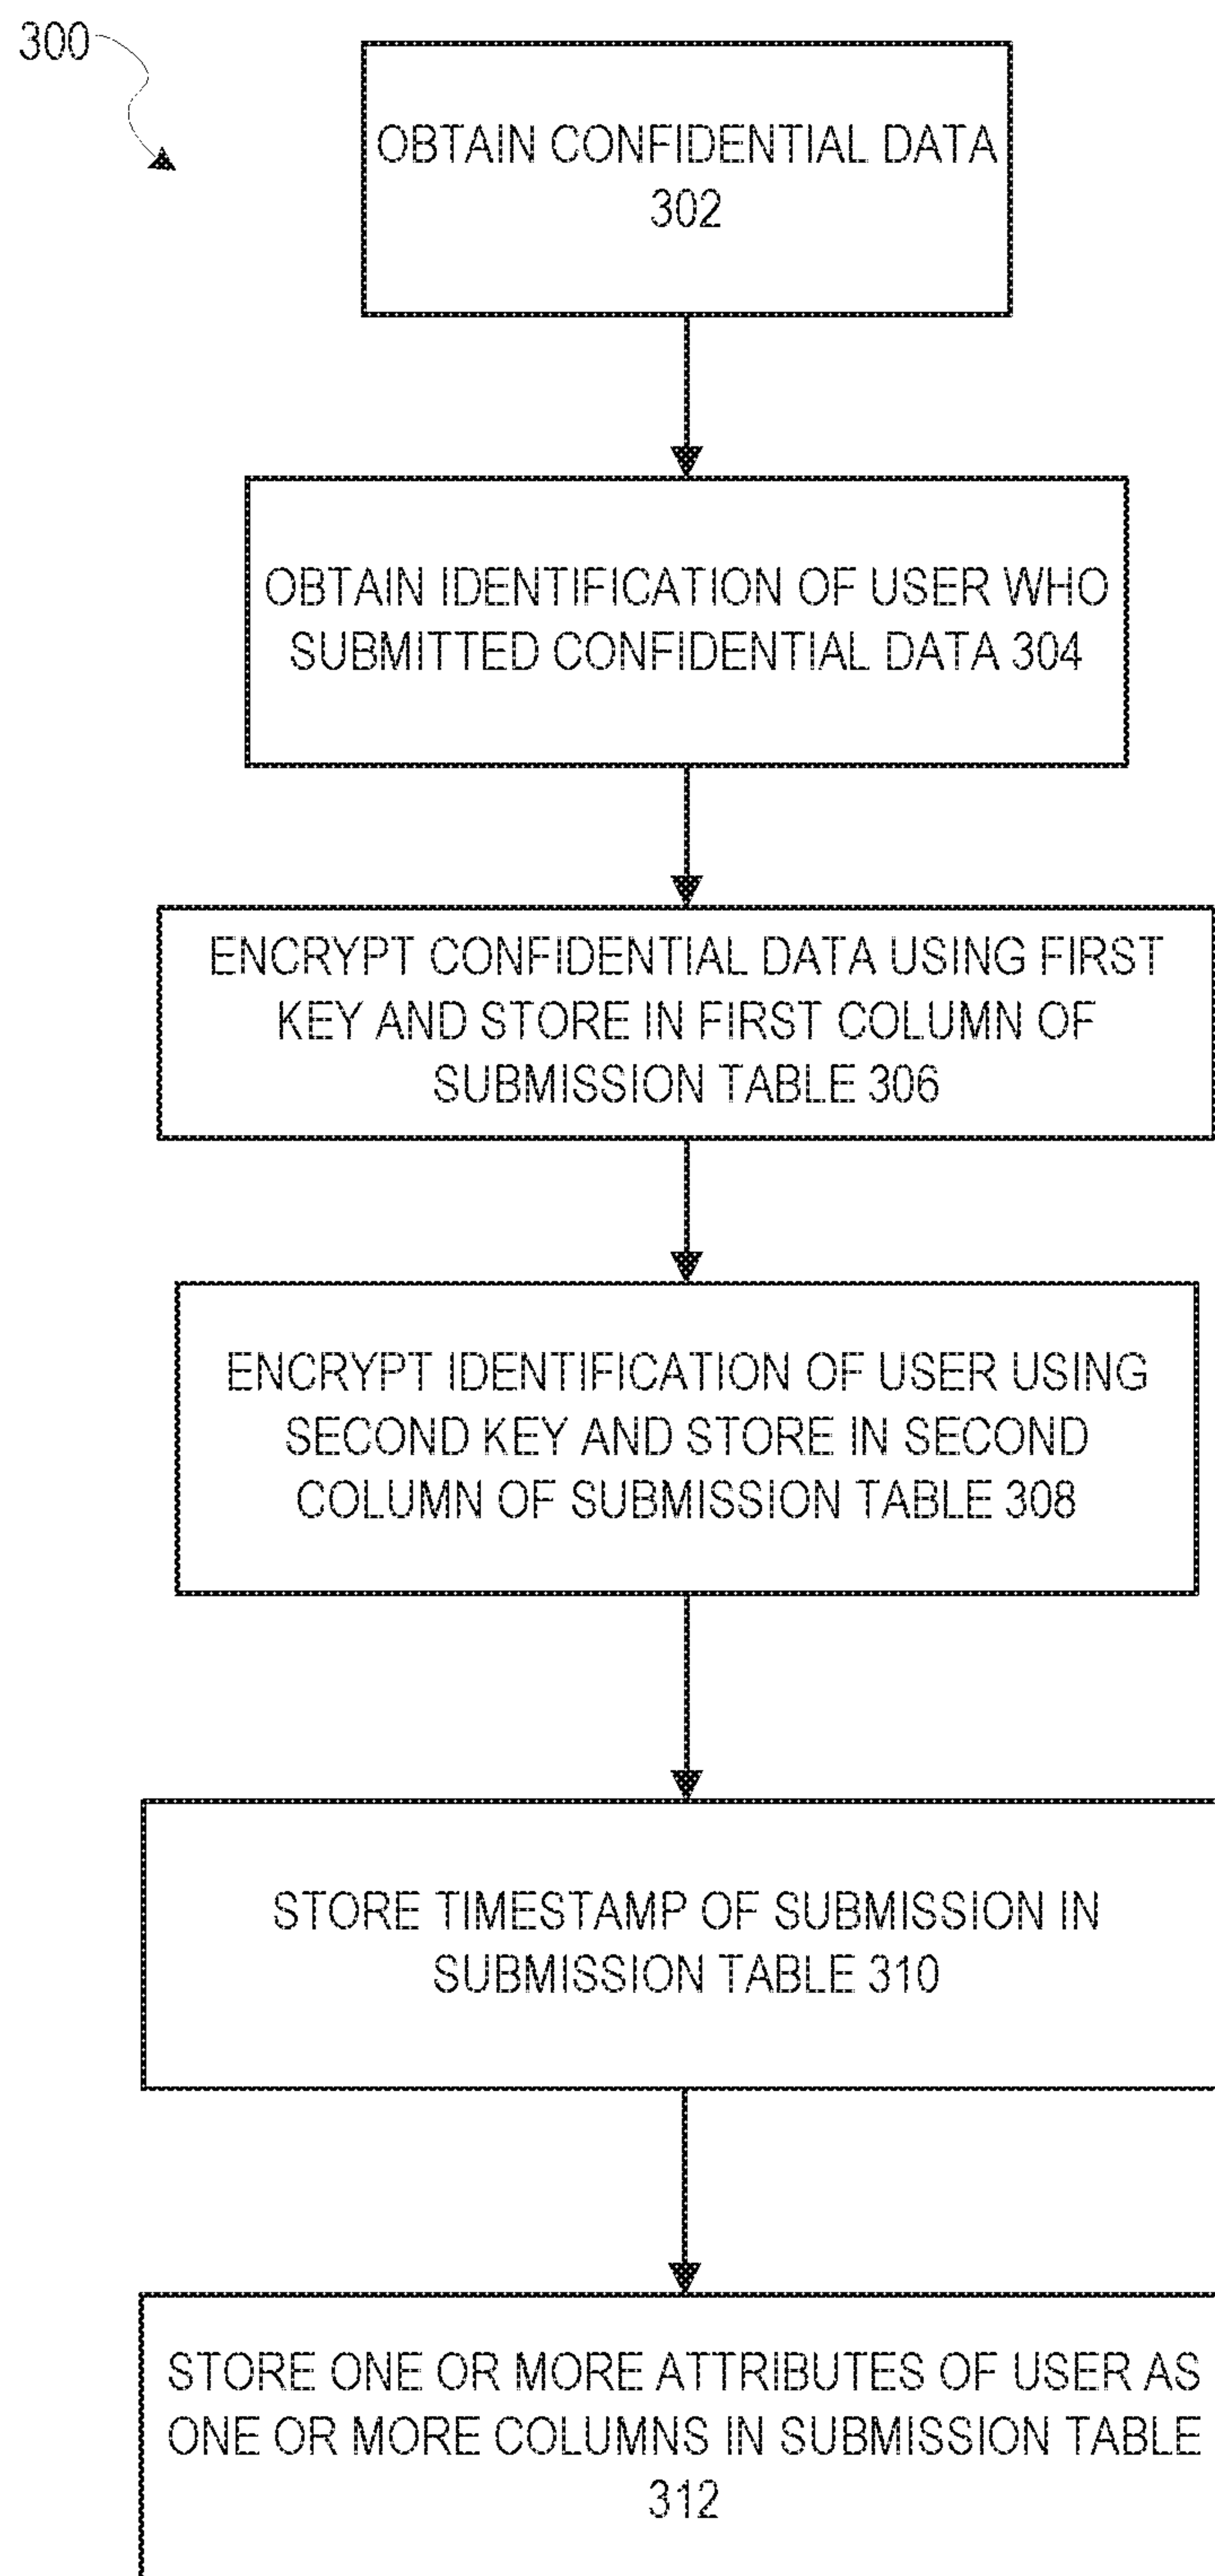 300
OBTAIN CONFIDENTIAL DATA
302
OBTAIN IDENTIFICATION OF USER WHO
SUBMITTED CONFIDENTIAL DATA 304
ENCRYPT CONFIDENTIAL DATA USING FIRST
KEY AND STORE IN FIRST COLUMN OF
SUBMISSION TABLE 306
ENCRYPT IDENTIFICATION OF USER USING
SECOND KEY AND STORE IN SECOND
COLUMN OF SUBMISSION TABLE 308
STORE TIMESTAMP OF SUBMISSION IN
SUBMISSION TABLE 310
STORE ONE OR MORE ATTRIBUTES OF USER AS
ONE OR MORE COLUMNS IN SUBMISSION TABLE
312